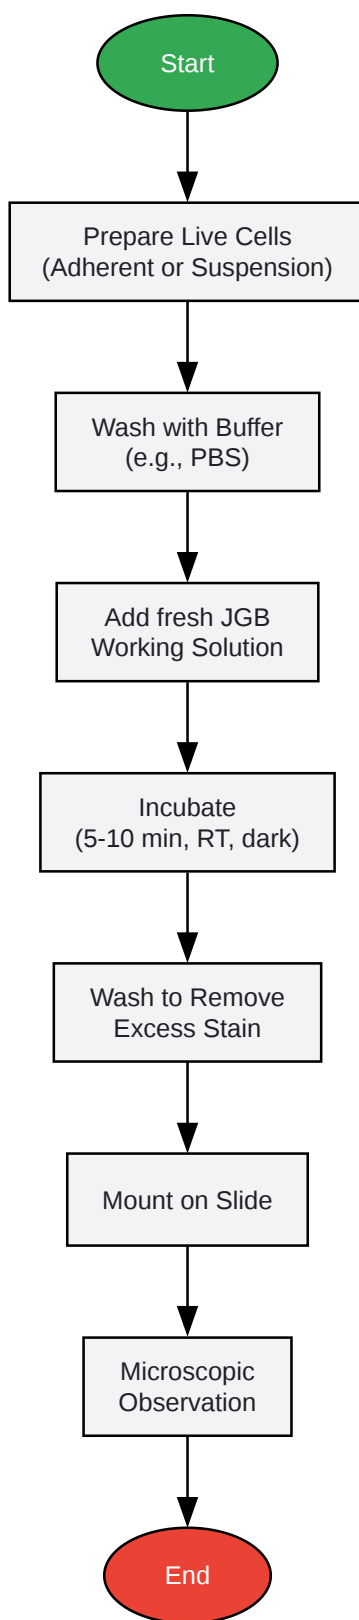 Start
Prepare Live Cells
(Adherent or Suspension)
Wash with Buffer
(e.g., PBS)
Add fresh JGB
Working Solution
Incubate
(5-10 min, RT, dark)
Wash to Remove
Excess Stain
Mount on Slide
Microscopic
Observation
End